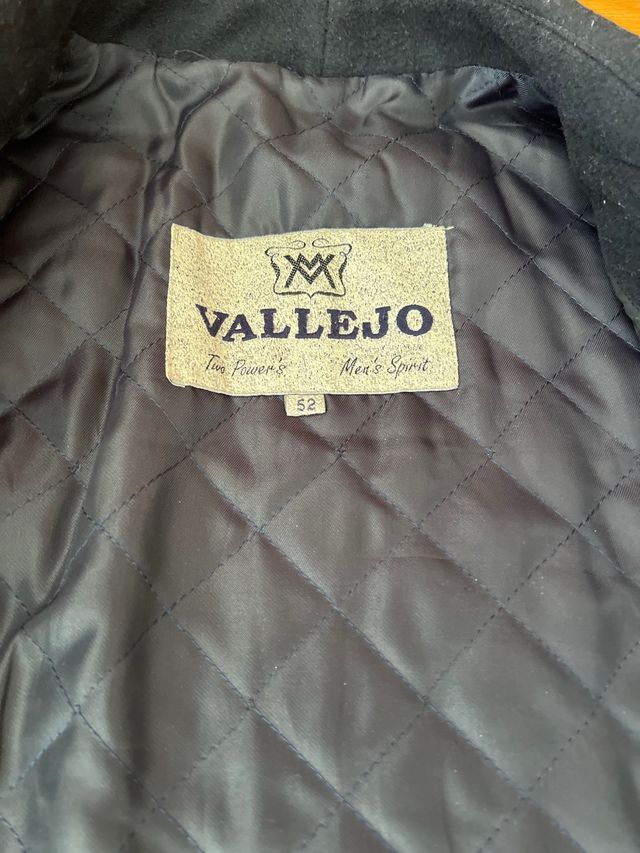 VALLEJO
Two Power's Men's Spirit
52